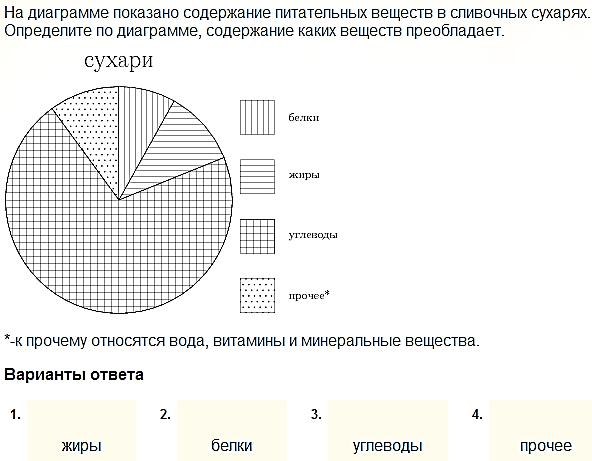 На диаграмме показано содержание питательных веществ в сливочных сухарях.
Определите по диаграмме, содержание каких веществ преобладает.
сухари
белки
жиры
углеводы
прочее*
*-к прочему относятся вода, витамины и минеральные вещества.
Варианты ответа
1. 2. 3. 4.
жиры белки углеводы прочее